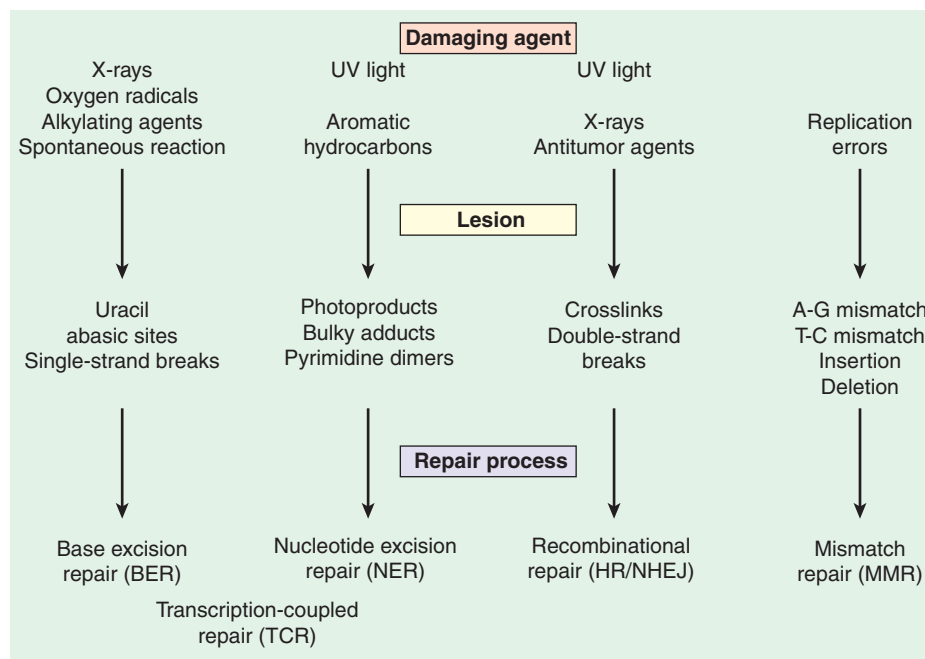 Damaging agent
X-rays
Oxygen radicals
Alkylating agents
Spontaneous reaction
UV light
Aromatic
hydrocarbons
UV light
X-rays
Antitumor agents
Replication
errors
Lesion
Uracil
abasic sites
Single-strand breaks
Photoproducts
Bulky adducts
Pyrimidine dimers
Crosslinks
Double-strand
breaks
A-G mismatch
T-C mismatch
Insertion
Deletion
Repair process
Base excision
repair (BER)
Nucleotide excision
repair (NER)
Recombinational
repair (HR/NHEJ)
Mismatch
repair (MMR)
Transcription-coupled
repair (TCR)